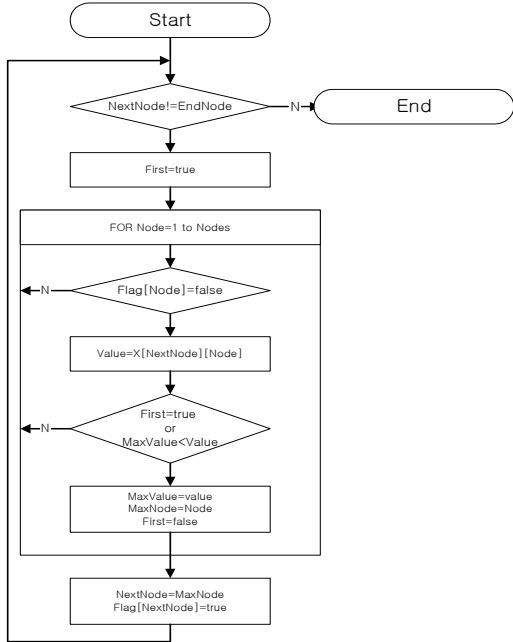 Start
NextNode!=EndNode
N
End
First=true
FOR Node=1 to Nodes
Flag[Node]=false
N
Value=X[NextNode][Node]
First=true
or
MaxValue<Value
N
MaxValue=value
MaxNode=Node
First=false
NextNode=MaxNode
Flag[NextNode]=true